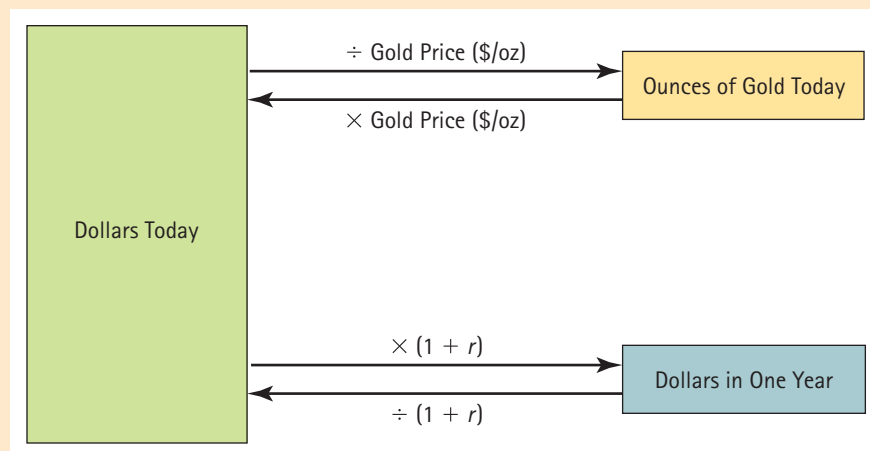 ÷ Gold Price ($/oz)
Ounces of Gold Today
× Gold Price ($/oz)
Dollars Today
× (1 + r)
Dollars in One Year
÷ (1 + r)